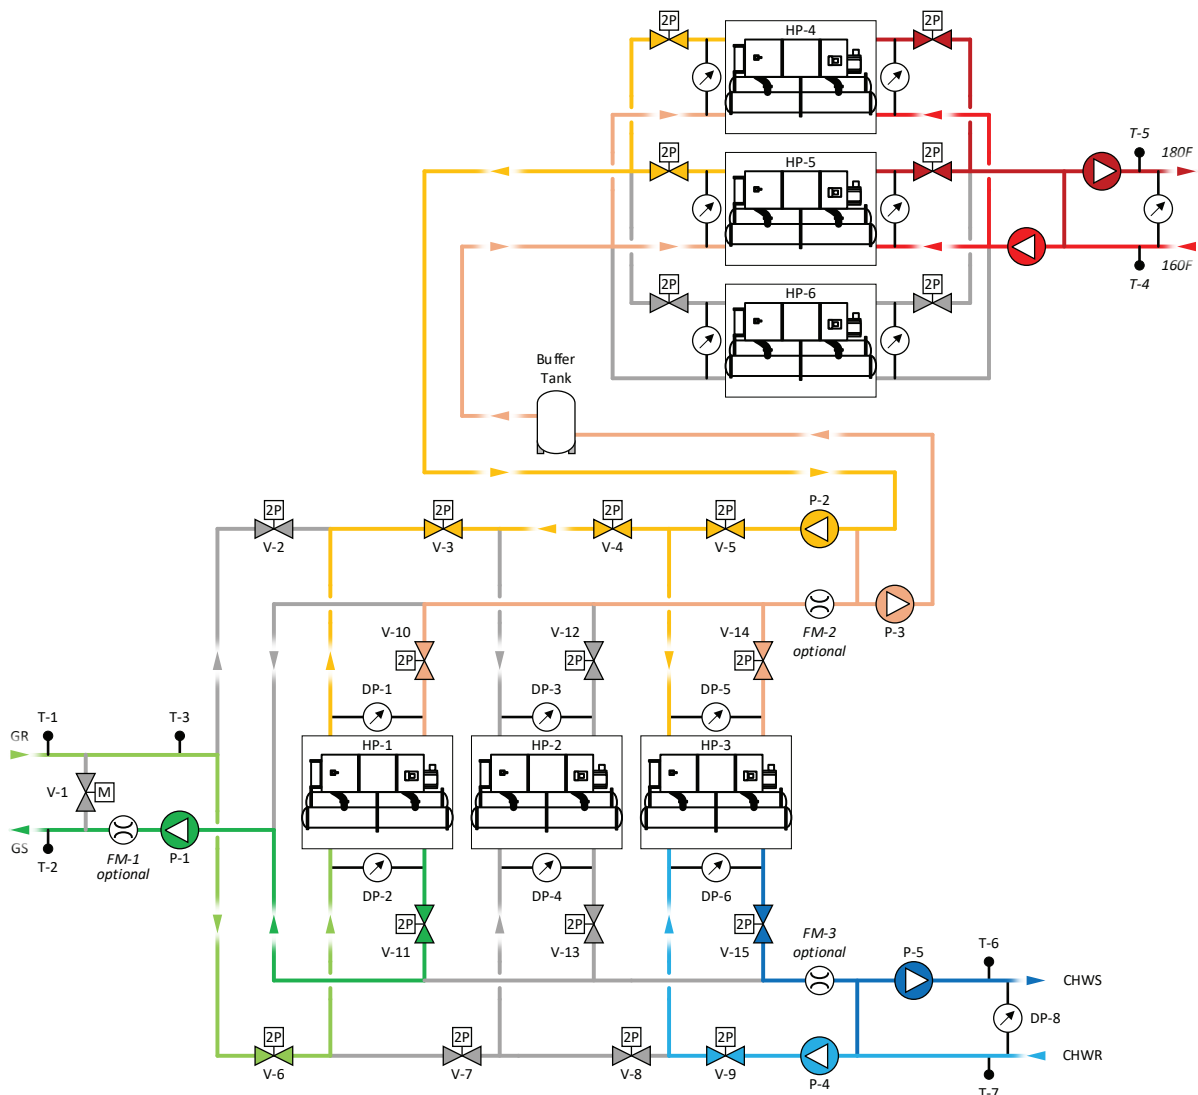 2P
2P
HP-4
T-5
180F
2P
2P
HP-5
160F
T-4
2P
2P
HP-6
Buffer
Tank
P-2
2P
2P
2P
2P
V-2
V-3
V-4
V-5
V-10
V-12
V-14
FM-2
optional
P-3
2P
2P
2P
DP-1
DP-3
DP-5
T-1
T-3
GR
HP-1
HP-2
HP-3
V-1
M
GS
T-2
FM-1
optional
P-1
DP-2
DP-4
DP-6
2P
2P
2P
V-11
V-13
V-15
FM-3
optional
P-5
T-6
CHWS
DP-8
2P
2P
2P
2P
CHWR
V-6
V-7
V-8
V-9
P-4
T-7